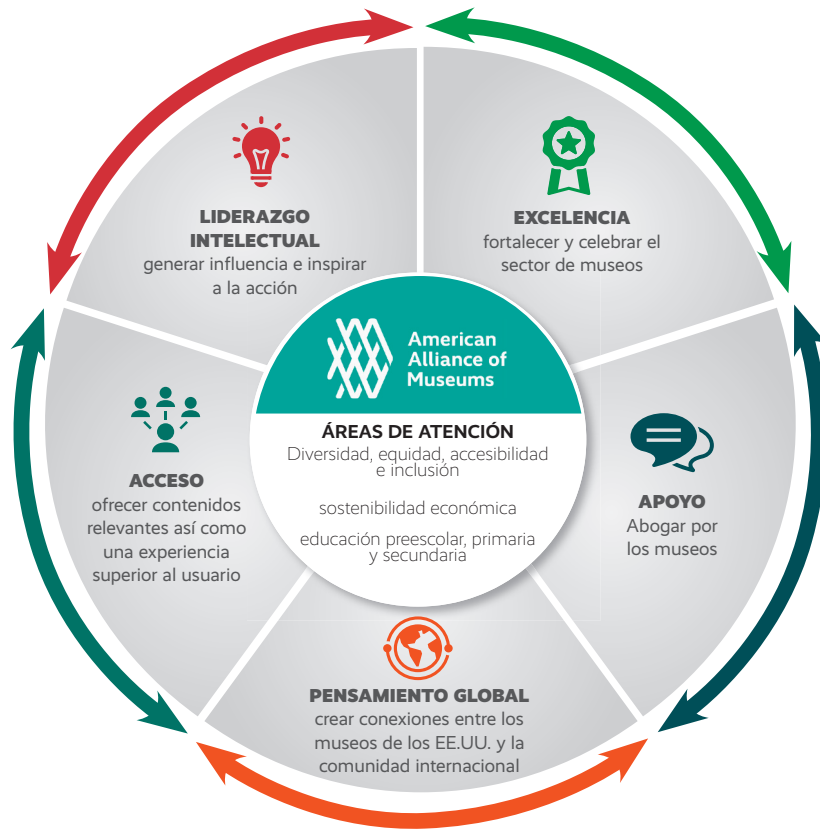 LIDERAZGO
INTELECTUAL
generar influencia e inspirar
a la acción
EXCELENCIA
fortalecer y celebrar el
sector de museos
American
Alliance of
Museums
ÁREAS DE ATENCIÓN
Diversidad, equidad, accesibilidad
e inclusión
sostenibilidad económica
educación preescolar, primaria
y secundaria
ACCESO
ofrecer contenidos
relevantes así como
una experiencia
superior al usuario
APOYO
Abogar por
los museos
PENSAMIENTO GLOBAL
crear conexiones entre los
museos de los EE.UU. y la
comunidad internacional